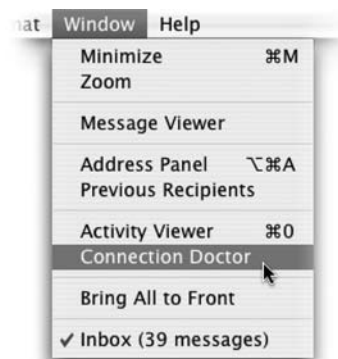 mat Window Help
Minimize ⌘M
Zoom
Message Viewer
Address Panel ⌥⌘A
Previous Recipients
Activity Viewer ⌘0
Connection Doctor
Bring All to Front
✓ Inbox (39 messages)